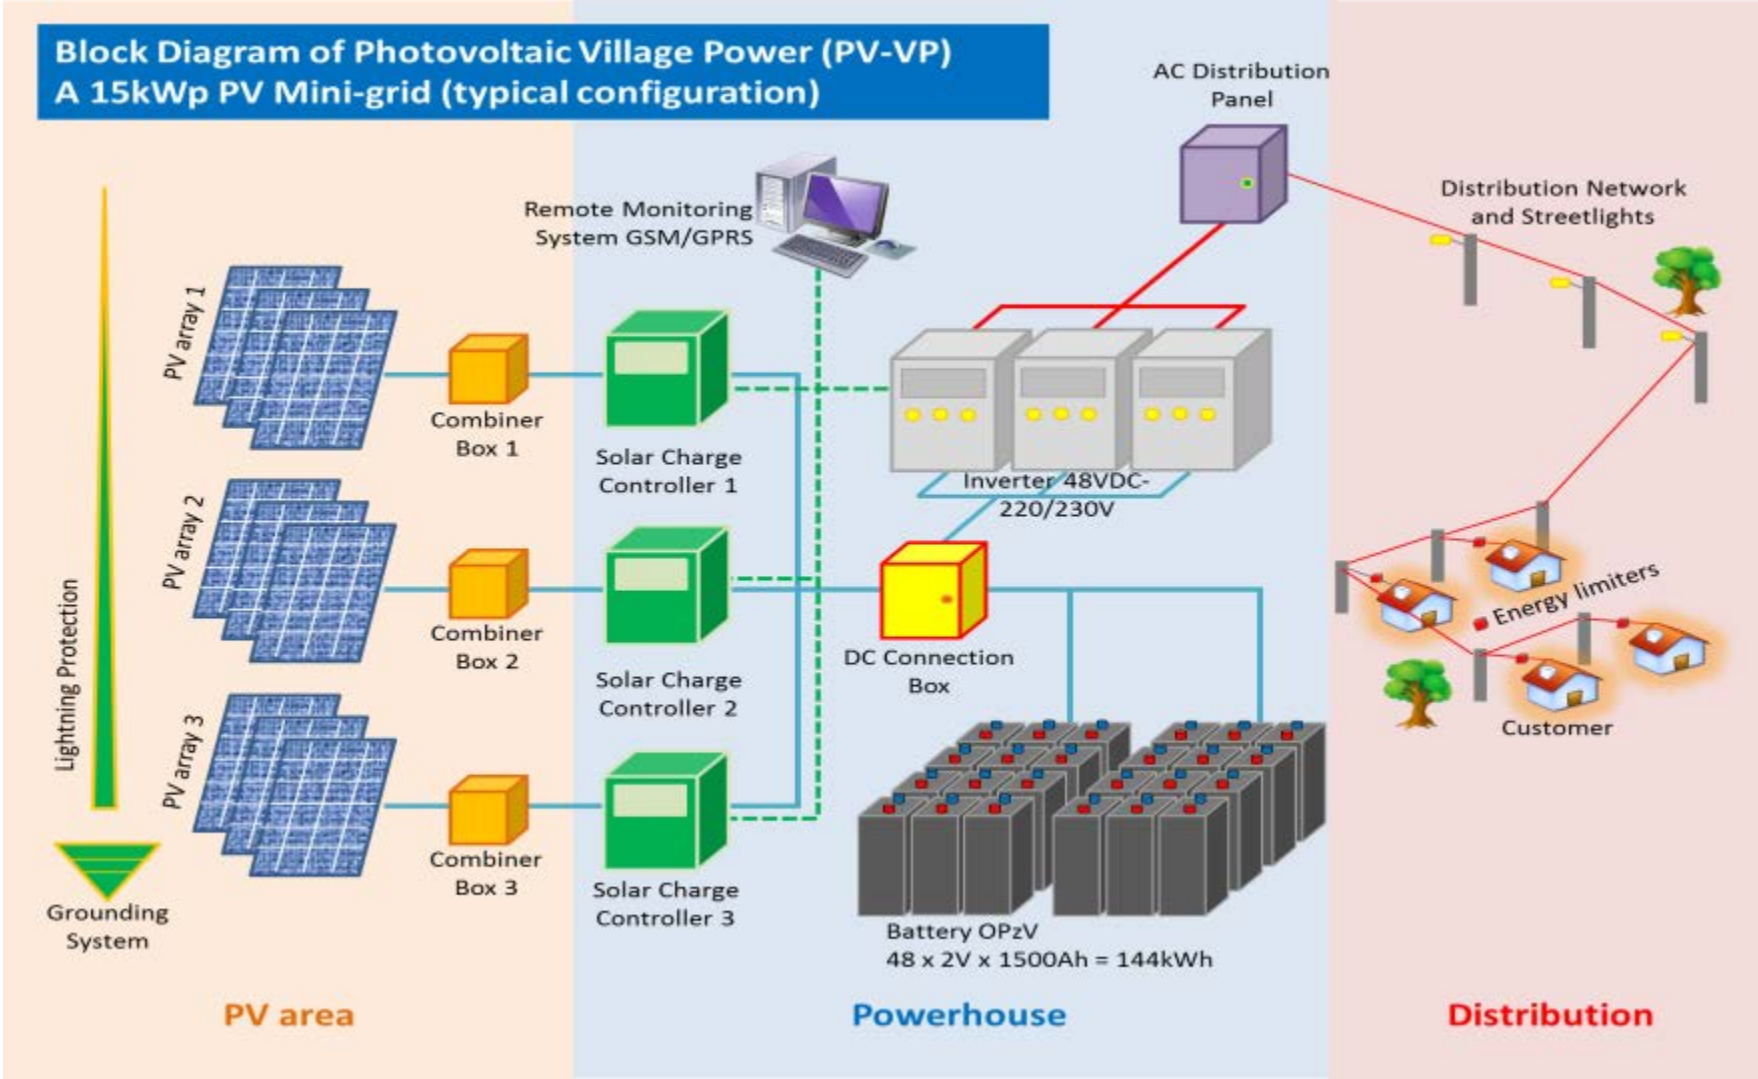 Block Diagram of Photovoltaic Village Power (PV-VP)
A 15kWp PV Mini-grid (typical configuration)
AC Distribution
Panel
Remote Monitoring
System GSM/GPRS
Distribution Network
and Streetlights
PV array 1
Combiner
Box 1
Solar Charge
Controller 1
Inverter 48VDC-
220/230V
PV array 2
Combiner
Box 2
Solar Charge
Controller 2
DC Connection
Box
Energy limiters
Customer
Lightning Protection
PV array 3
Combiner
Box 3
Solar Charge
Controller 3
Grounding
System
Battery OPzV
48 x 2V x 1500Ah = 144kWh
PV area
Powerhouse
Distribution